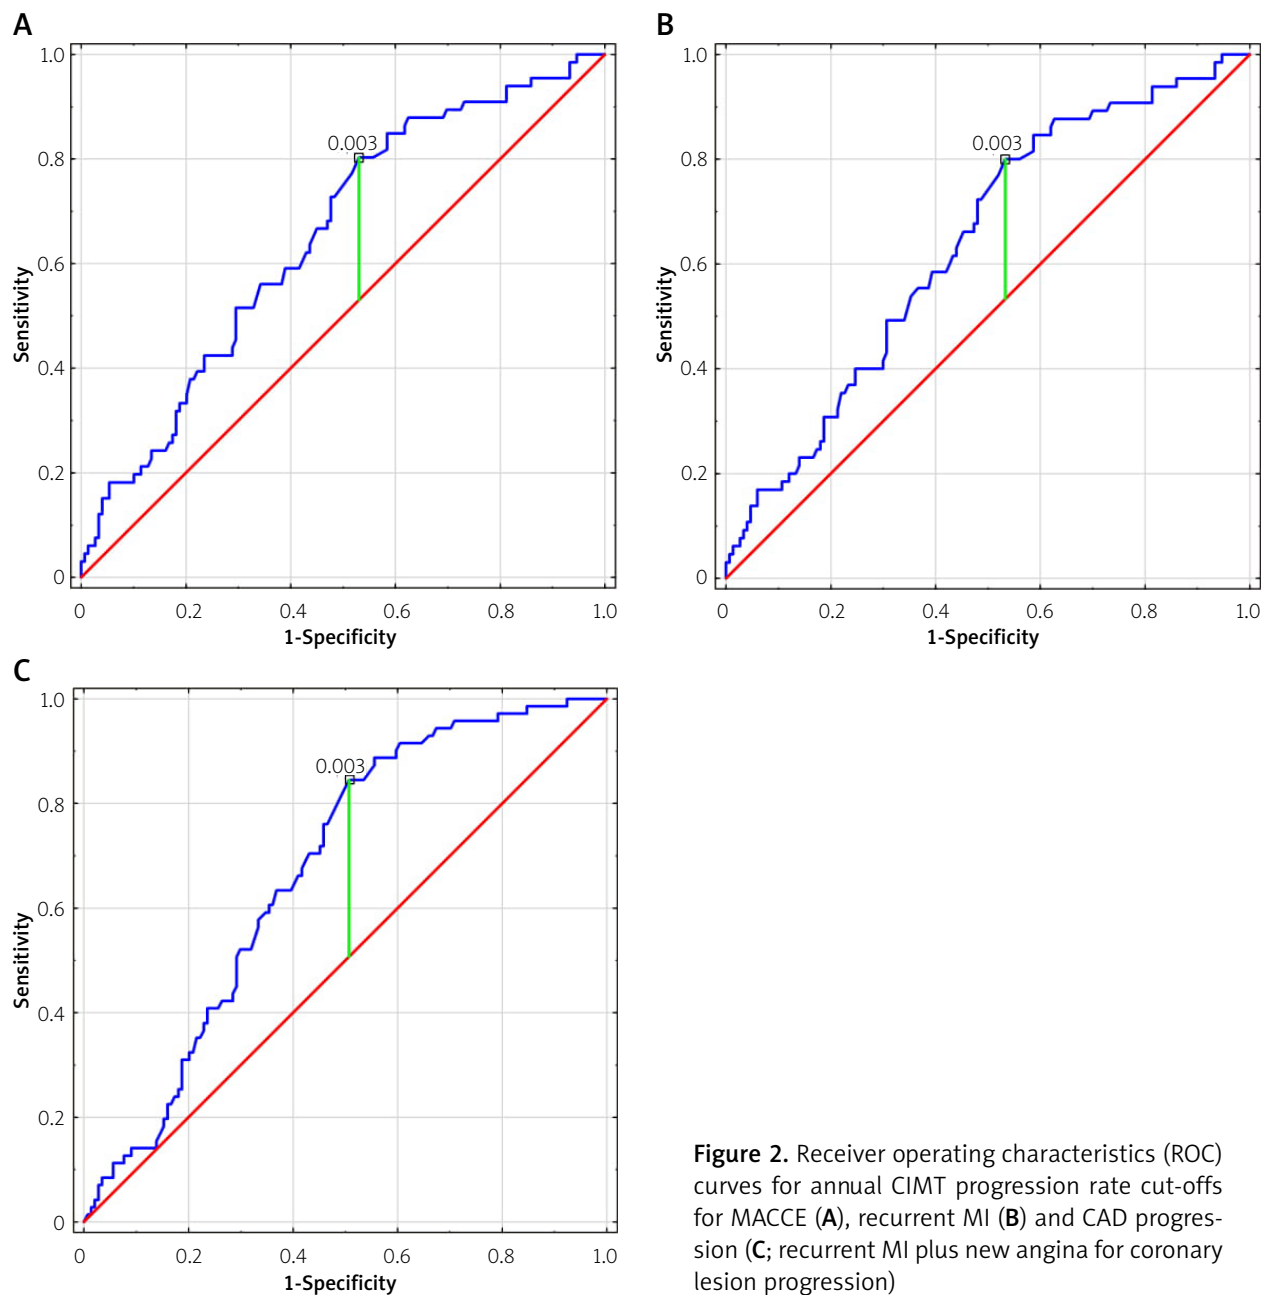 A
1.0
0.8
0.6
0.4
0.2
0
Sensitivity
0.003
0 0.2 0.4 0.6 0.8 1.0
1-Specificity
B
1.0
0.8
0.6
0.4
0.2
0
Sensitivity
0.003
0 0.2 0.4 0.6 0.8 1.0
1-Specificity
C
1.0
0.8
0.6
0.4
0.2
0
Sensitivity
0.003
0 0.2 0.4 0.6 0.8 1.0
1-Specificity
Figure 2. Receiver operating characteristics (ROC)
curves for annual CIMT progression rate cut-offs
for MACCE (A), recurrent MI (B) and CAD progres-
sion (C; recurrent MI plus new angina for coronary
lesion progression)